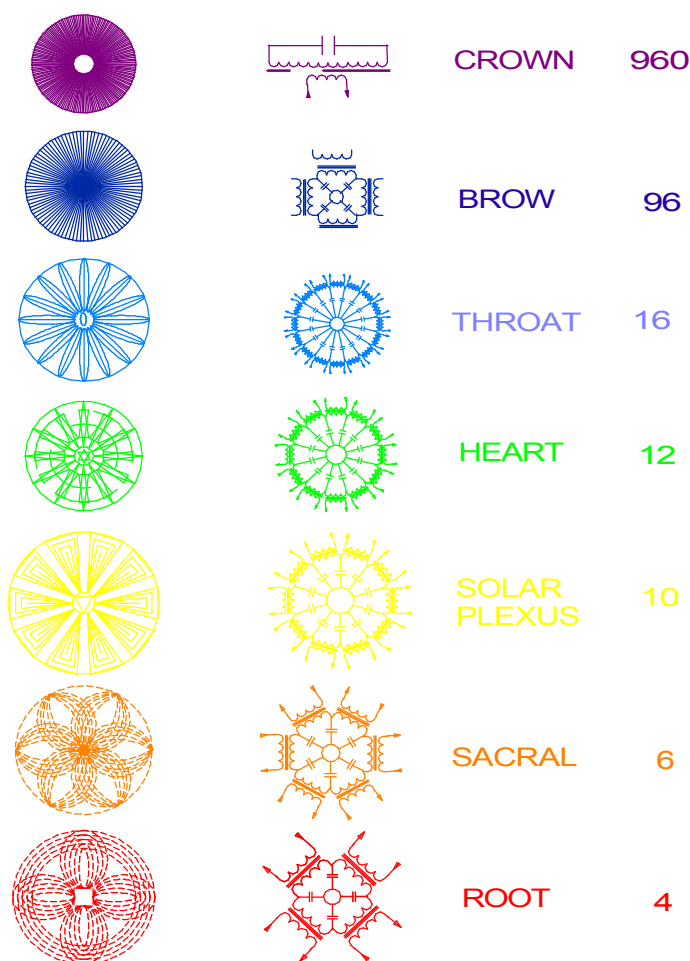 CROWN 960
BROW 96
THROAT 16
HEART 12
SOLAR
PLEXUS 10
SACRAL 6
ROOT 4